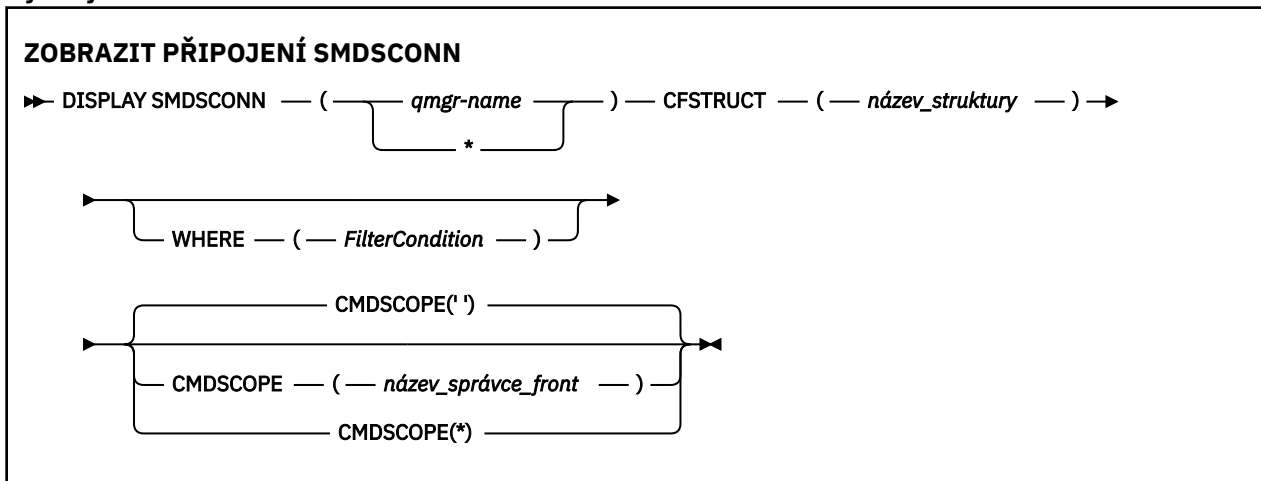 ZOBRAZIT PŘIPOJENÍ SMDSCONN
DISPLAY SMDSCONN ( qmgr-name ) CFSTRUCT ( název_struktury )
*
WHERE ( FilterCondition )
CMDSCOPE(' ')
CMDSCOPE ( název_správce_front )
CMDSCOPE(*)